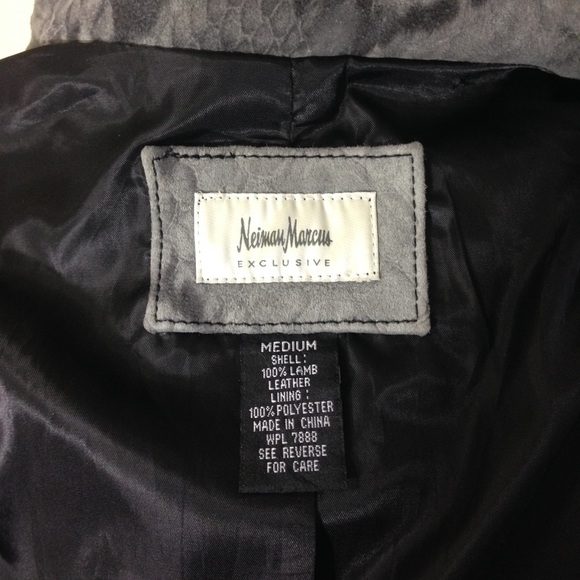 Neiman Marcus
EXCLUSIVE
MEDIUM
SHELL:
100% LAMB
LEATHER
LINING:
100% POLYESTER
MADE IN CHINA
WPL 7888
SEE REVERSE
FOR CARE